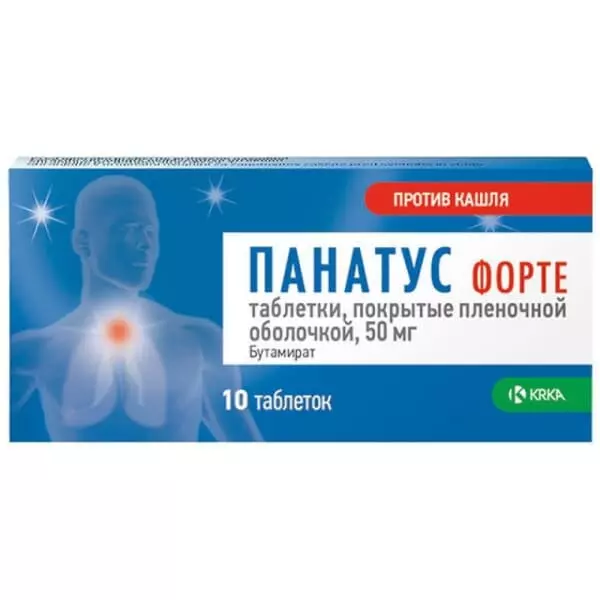 ПРОТИВ КАШЛЯ
ПАНАТУС ФОРТЕ
таблетки, покрытые пленочной
оболочкой, 50 мг
Бутамират
10 таблеток
KRKA